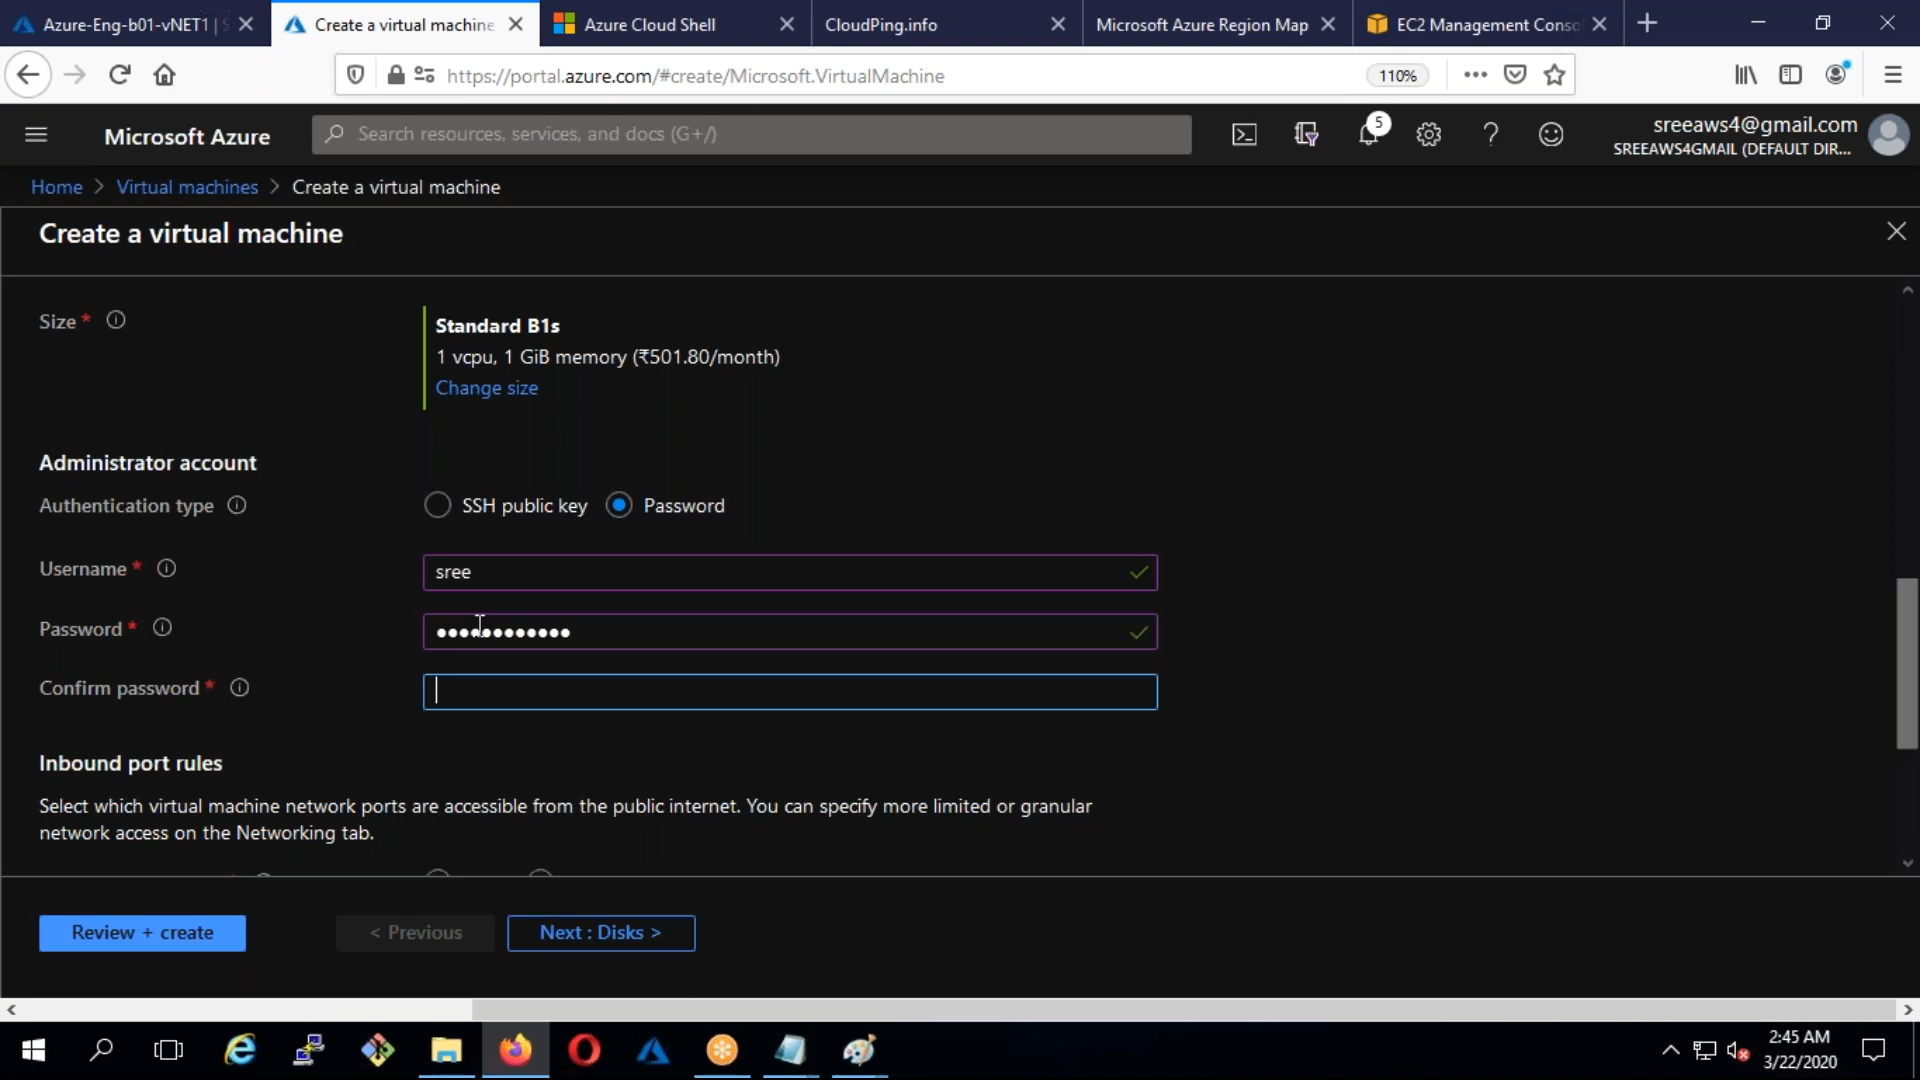 Azure-Eng-b01-vNET1 | S
Create a virtual machine
Azure Cloud Shell
CloudPing.info
Microsoft Azure Region Map
EC2 Management Conso
https://portal.azure.com/#create/Microsoft.VirtualMachine
110%
Microsoft Azure
Search resources, services, and docs (G+/)
5
sreeaws4@gmail.com
SREEAWS4GMAIL (DEFAULT DIR...
Home > Virtual machines > Create a virtual machine
Create a virtual machine
Size *
Standard B1s
1 vcpu, 1 GiB memory (₹501.80/month)
Change size
Administrator account
Authentication type
SSH public key
Password
Username *
sree
Password *
••••••••••••
Confirm password *
Inbound port rules
Select which virtual machine network ports are accessible from the public internet. You can specify more limited or granular
network access on the Networking tab.
Review + create
< Previous
Next : Disks >
2:45 AM
3/22/2020